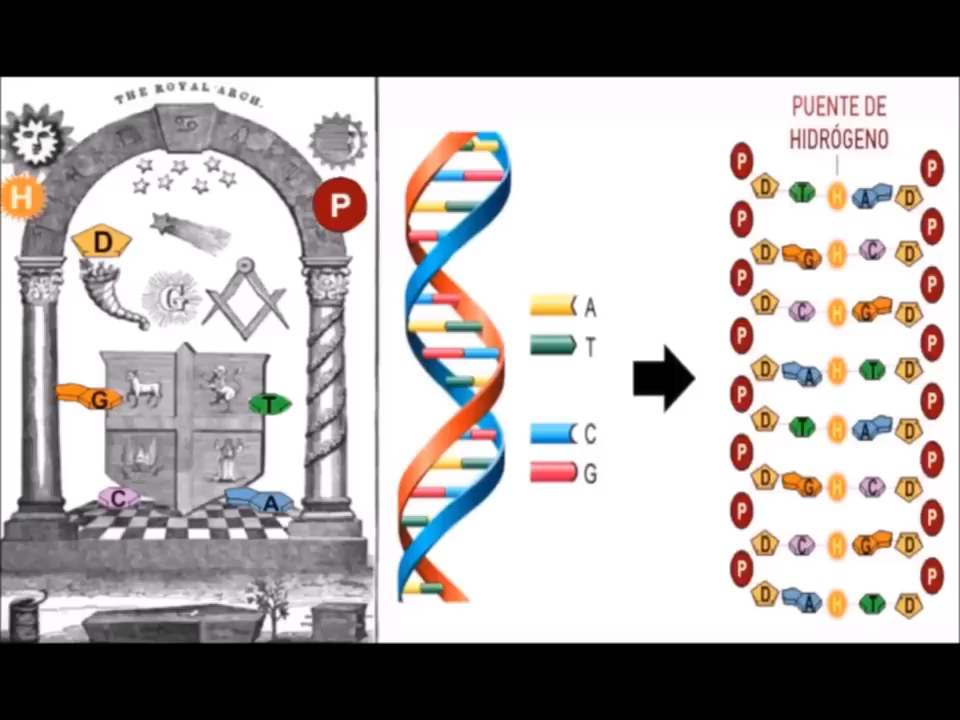 THE ROYAL ARCH.
H
P
D
G
G
T
C
A
A
T
C
G
PUENTE DE
HIDRÓGENO
P P
D T H A D
P P
D G H C D
P P
D C H G D
P P
D A H T D
P P
D T H A D
P P
D G H C D
P P
D C H G D
P P
D A H T D